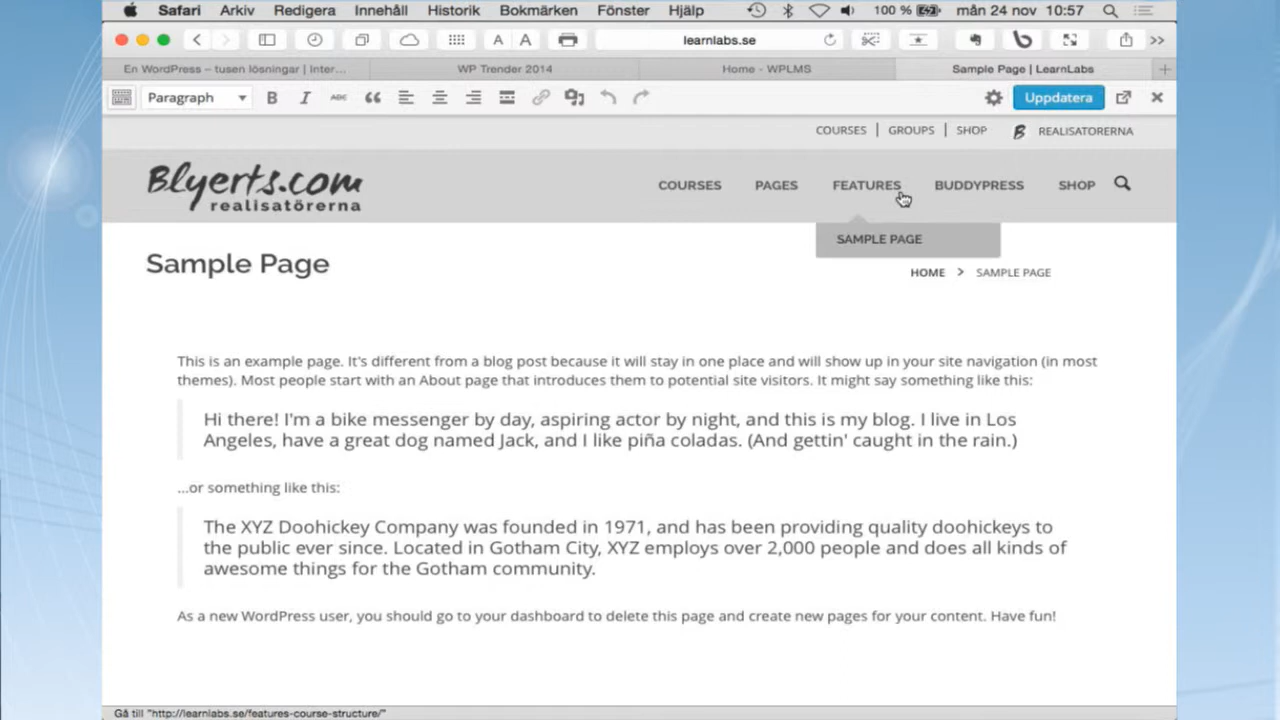 Safari Arkiv Redigera Innehåll Historik Bokmärken Fönster Hjälp 100 % mån 24 nov 10:57
A A learnlabs.se
En WordPress – tusen lösningar | Inter... WP Trender 2014 Home - WPLMS Sample Page | LearnLabs
Paragraph B I ABC Uppdatera
COURSES | GROUPS | SHOP REALISATORERNA
Blyerts.com
realisatörerna
COURSES PAGES FEATURES BUDDYPRESS SHOP
SAMPLE PAGE
Sample Page
HOME > SAMPLE PAGE
This is an example page. It's different from a blog post because it will stay in one place and will show up in your site navigation (in most
themes). Most people start with an About page that introduces them to potential site visitors. It might say something like this:
Hi there! I'm a bike messenger by day, aspiring actor by night, and this is my blog. I live in Los
Angeles, have a great dog named Jack, and I like piña coladas. (And gettin' caught in the rain.)
...or something like this:
The XYZ Doohickey Company was founded in 1971, and has been providing quality doohickeys to
the public ever since. Located in Gotham City, XYZ employs over 2,000 people and does all kinds of
awesome things for the Gotham community.
As a new WordPress user, you should go to your dashboard to delete this page and create new pages for your content. Have fun!
Gå till "http://learnlabs.se/features-course-structure/"